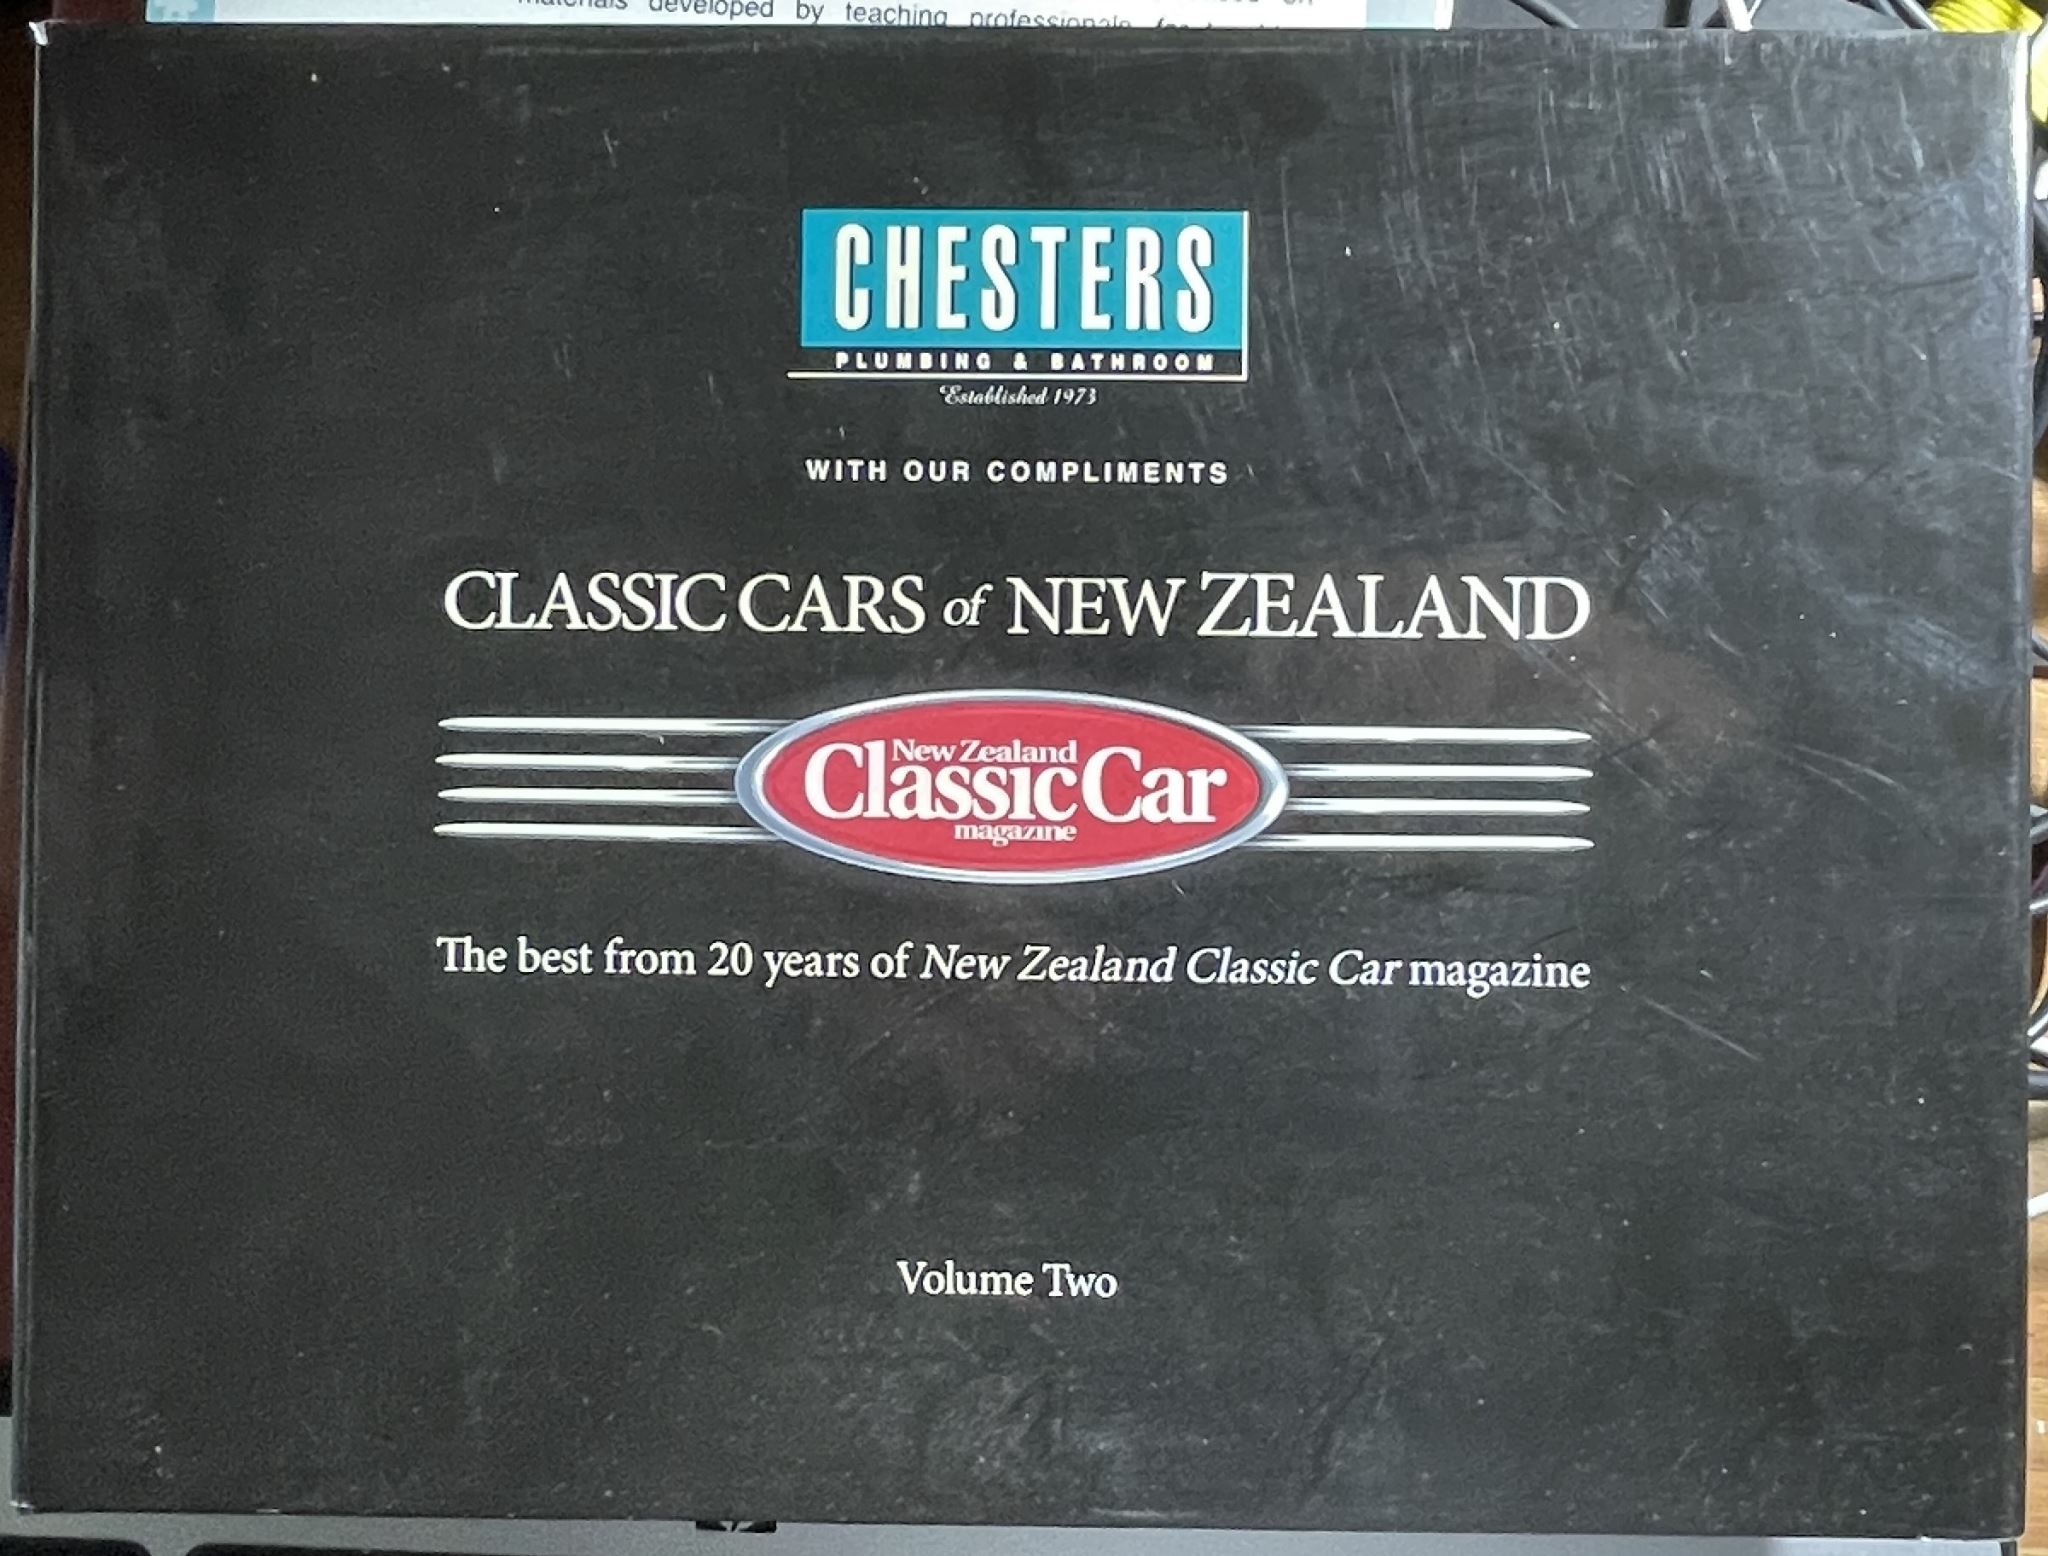 developed by teaching professionals
CHESTERS
PLUMBING & BATHROOM
Established 1973
WITH OUR COMPLIMENTS
CLASSIC CARS of NEW ZEALAND
New Zealand
Classic Car
magazine
The best from 20 years of New Zealand Classic Car magazine
Volume Two